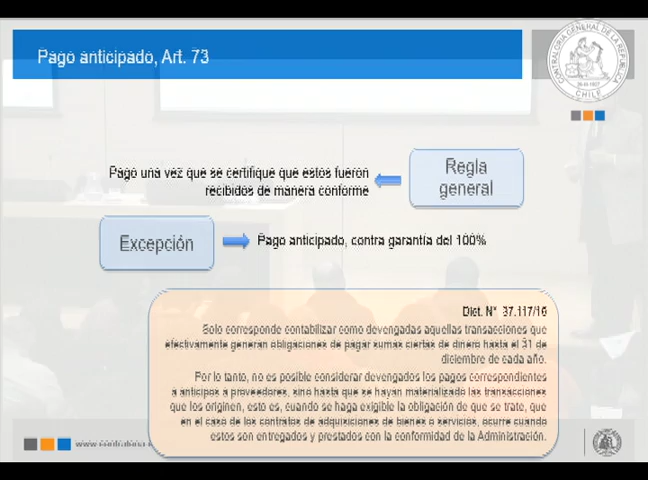 Pago anticipado, Art. 73
CONTRALORIA GENERAL DE LA REPUBLICA
CHILE
Pago una vez que se certifique que estos fueron
recibidos de manera conforme
Regla
general
Excepción
Pago anticipado, contra garantía del 100%
Dict. N° 37.117/16
Solo corresponde contabilizar como devengadas aquellas transacciones que
efectivamente generan obligaciones de pagar sumas ciertas de dinero hasta el 31 de
diciembre de cada año.
Por lo tanto, no es posible considerar devengados los pagos correspondientes
a anticipos a proveedores, sino hasta que se hayan materializado las transacciones
que los originen, esto es, cuando se haga exigible la obligación de que se trate, que
en el caso de los contratos de adquisiciones de bienes o servicios, ocurre cuando
estos son entregados y prestados con la conformidad de la Administración.